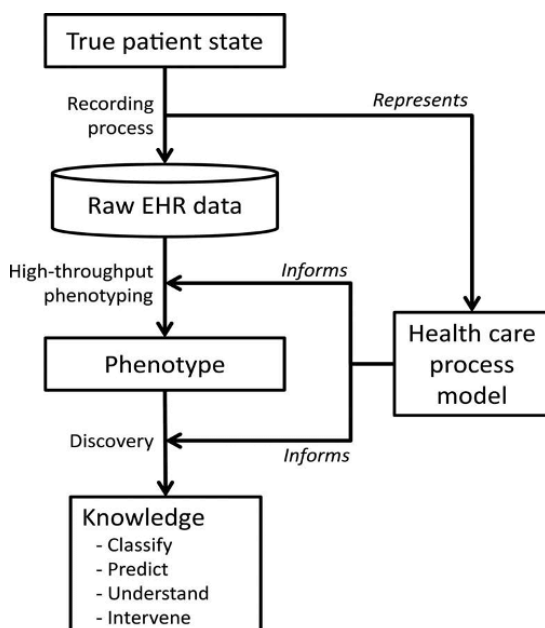 True patient state
Recording
process
Represents
Raw EHR data
High-throughput
phenotyping
Informs
Health care
process
model
Phenotype
Discovery
Informs
Knowledge
- Classify
- Predict
- Understand
- Intervene